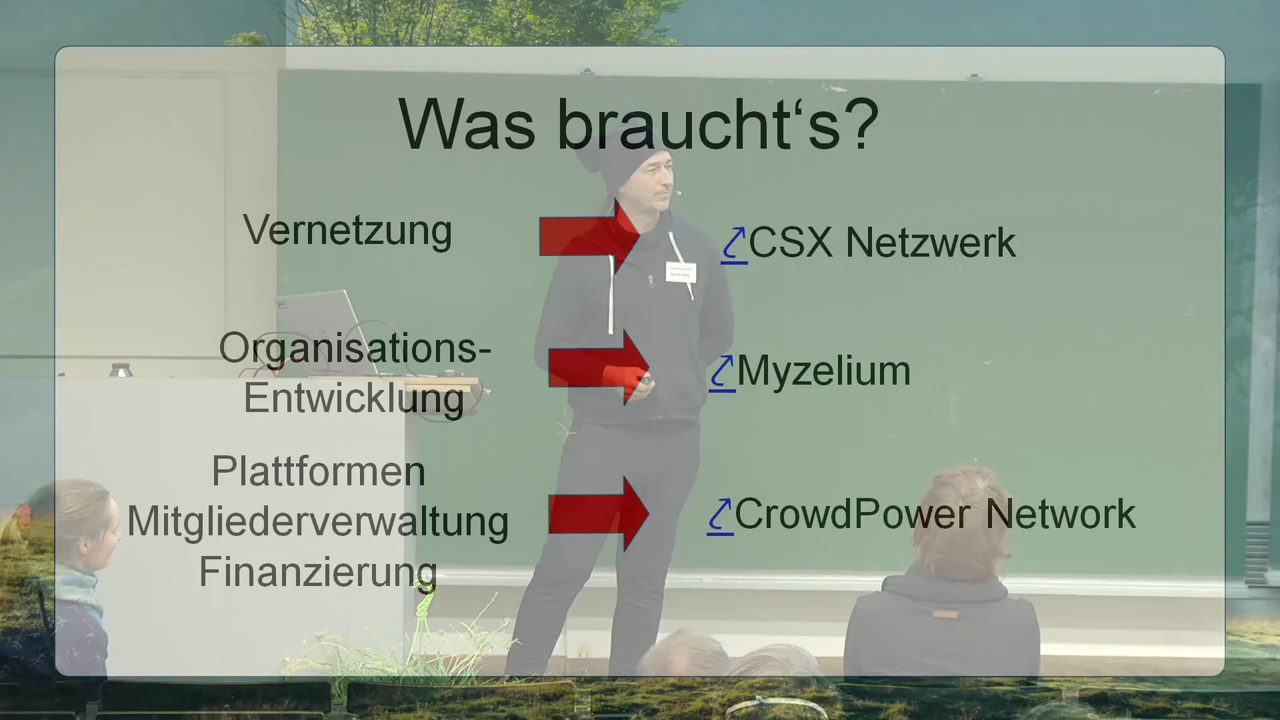 Was braucht‘s?
Vernetzung
CSX Netzwerk
Organisations-
Entwicklung
Myzelium
Plattformen
Mitgliederverwaltung
Finanzierung
CrowdPower Network